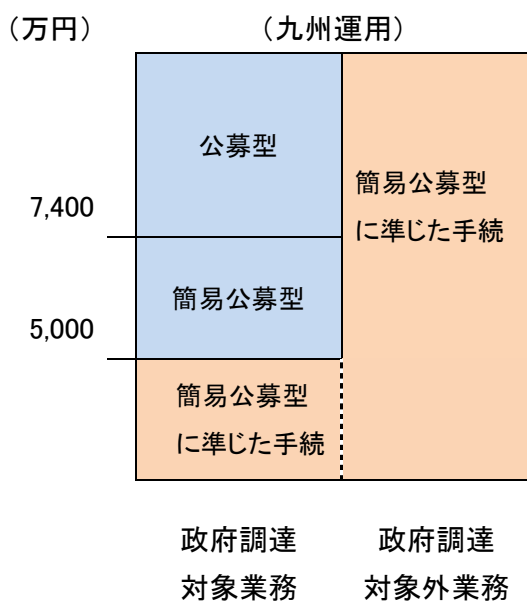 （万円）
（九州運用）
公募型
簡易公募型
に準じた手続
7,400
簡易公募型
5,000
簡易公募型
に準じた手続
政府調達
対象業務
政府調達
対象外業務